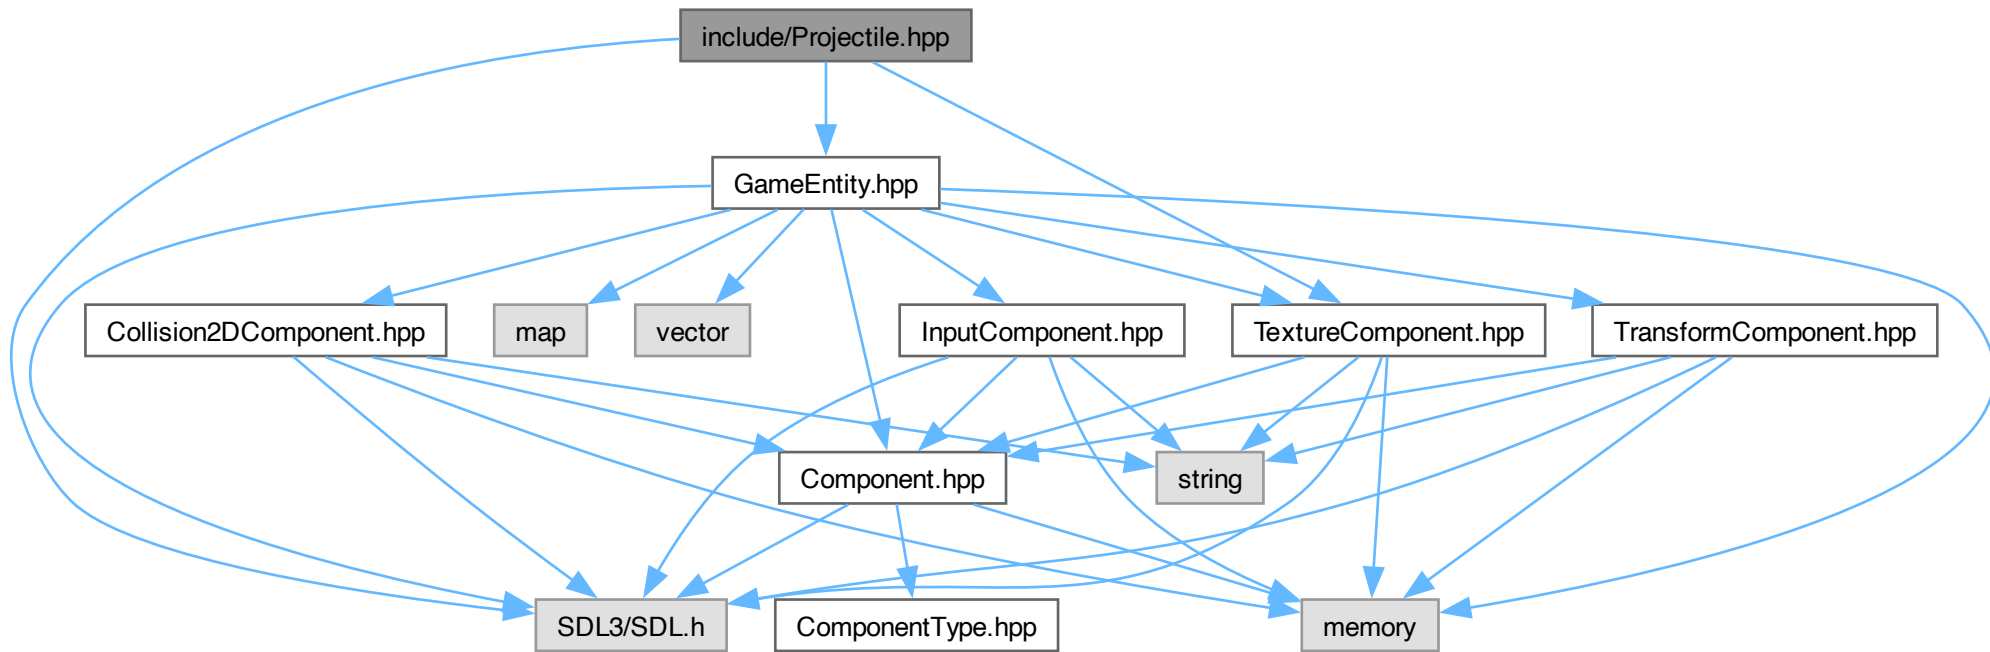 include/Projectile.hpp
GameEntity.hpp
Collision2DComponent.hpp
map
vector
InputComponent.hpp
TextureComponent.hpp
TransformComponent.hpp
Component.hpp
string
SDL3/SDL.h
ComponentType.hpp
memory